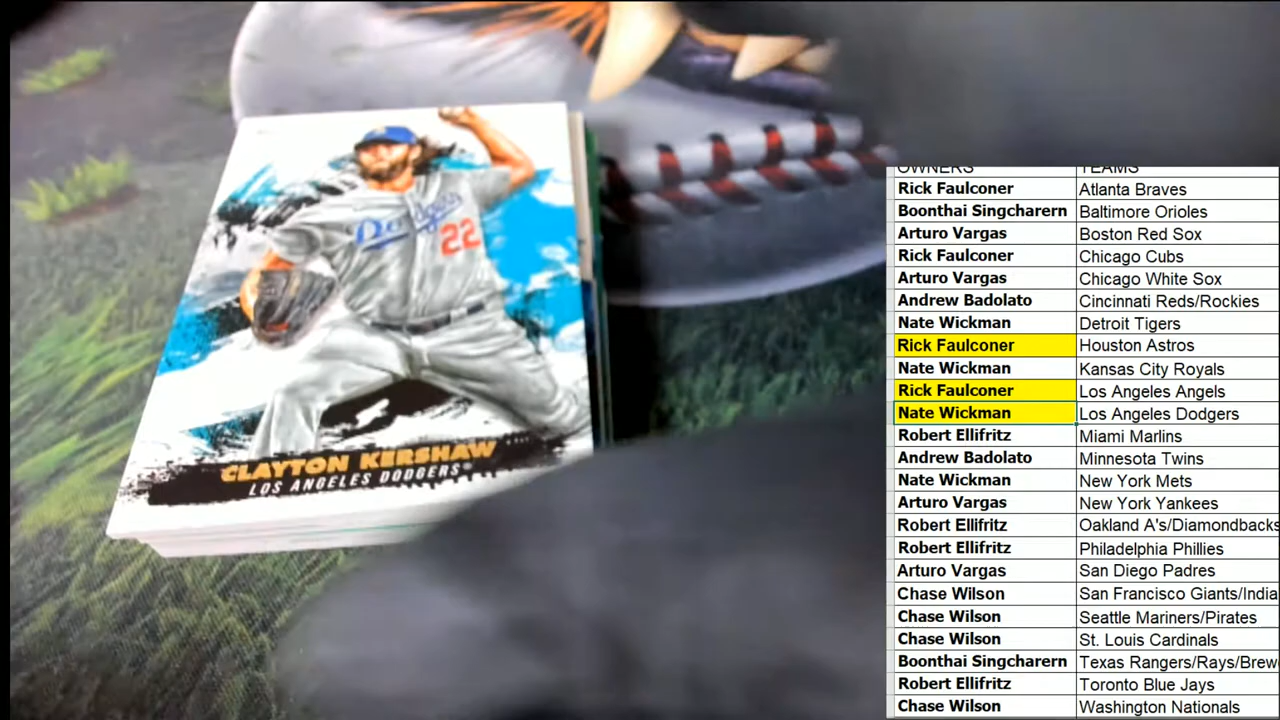 Dodgers
22
CLAYTON KERSHAW
LOS ANGELES DODGERS
OWNERS TEAMS
Rick Faulconer Atlanta Braves
Boonthai Singcharern Baltimore Orioles
Arturo Vargas Boston Red Sox
Rick Faulconer Chicago Cubs
Arturo Vargas Chicago White Sox
Andrew Badolato Cincinnati Reds/Rockies
Nate Wickman Detroit Tigers
Rick Faulconer Houston Astros
Nate Wickman Kansas City Royals
Rick Faulconer Los Angeles Angels
Nate Wickman Los Angeles Dodgers
Robert Ellifritz Miami Marlins
Andrew Badolato Minnesota Twins
Nate Wickman New York Mets
Arturo Vargas New York Yankees
Robert Ellifritz Oakland A's/Diamondbacks
Robert Ellifritz Philadelphia Phillies
Arturo Vargas San Diego Padres
Chase Wilson San Francisco Giants/India
Chase Wilson Seattle Mariners/Pirates
Chase Wilson St. Louis Cardinals
Boonthai Singcharern Texas Rangers/Rays/Brew
Robert Ellifritz Toronto Blue Jays
Chase Wilson Washington Nationals